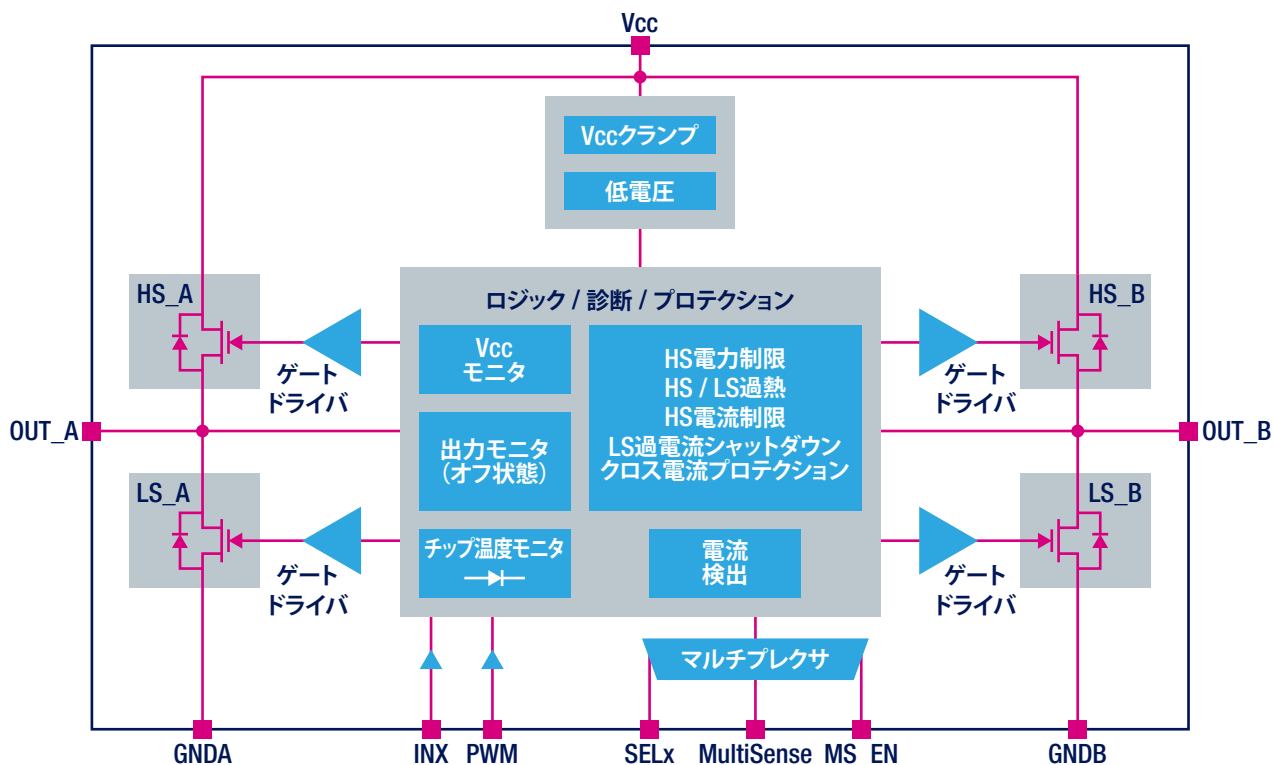 Vcc
Vccクランプ
低電圧
HS_A
ロジック / 診断 / プロテクション
HS_B
Vcc
モニタ
HS電力制限
HS / LS過熱
HS電流制限
LS過電流シャットダウン
クロス電流プロテクション
ゲート
ドライバ
ゲート
ドライバ
OUT_A
OUT_B
出力モニタ
(オフ状態)
LS_A
LS_B
チップ温度モニタ
電流
検出
ゲート
ドライバ
ゲート
ドライバ
マルチプレクサ
GNDA
INX
PWM
SELx
MultiSense
MS_EN
GNDB